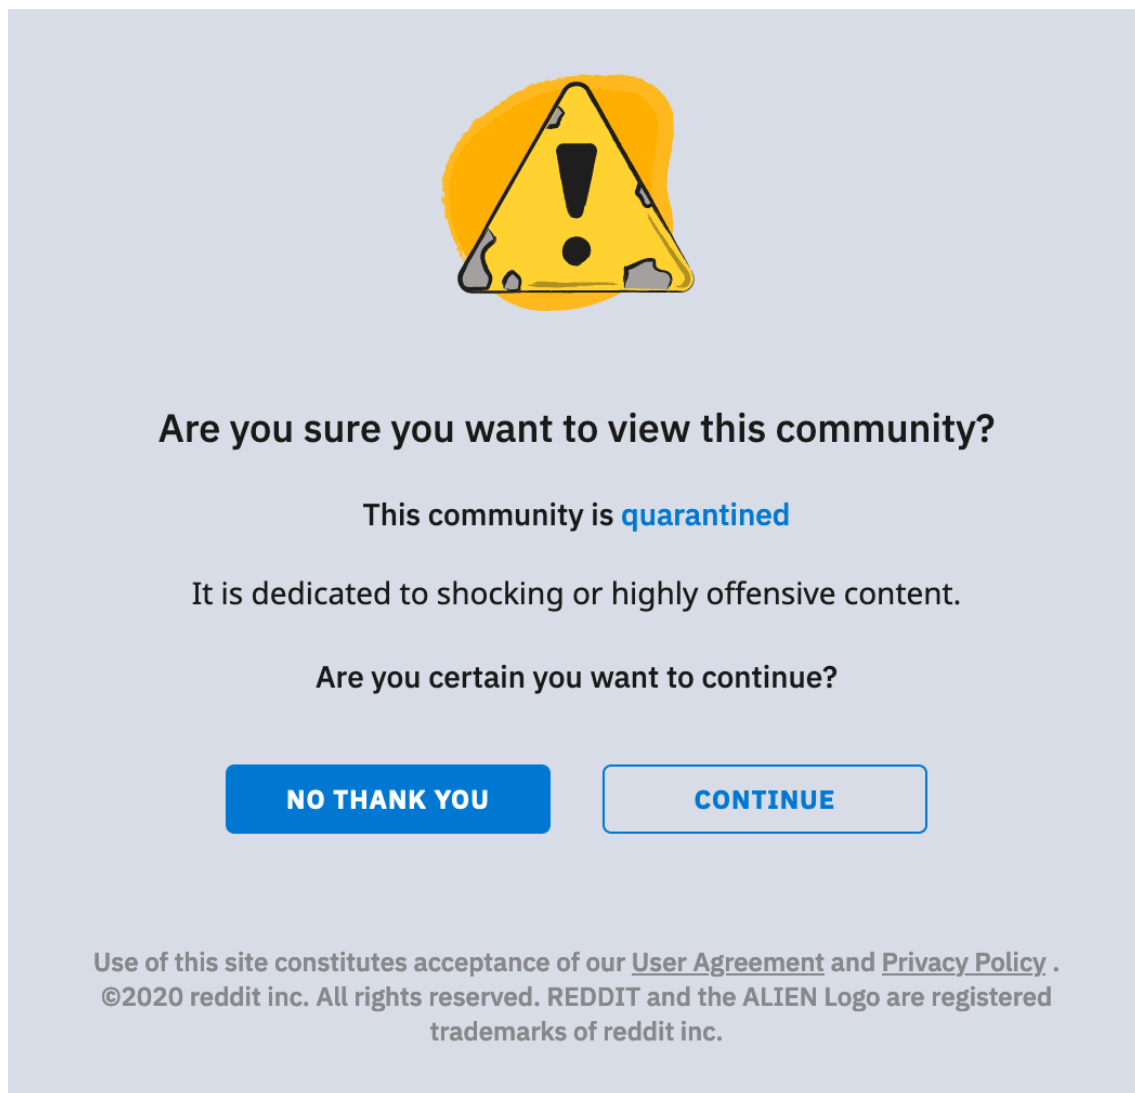 Are you sure you want to view this community?
This community is quarantined
It is dedicated to shocking or highly offensive content.
Are you certain you want to continue?
NO THANK YOU
CONTINUE
Use of this site constitutes acceptance of our User Agreement and Privacy Policy .
©2020 reddit inc. All rights reserved. REDDIT and the ALIEN Logo are registered
trademarks of reddit inc.